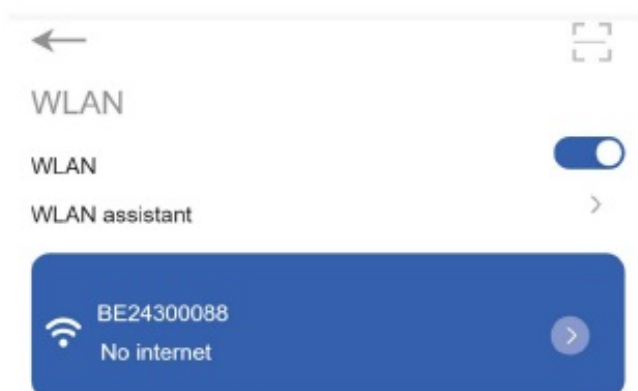 WLAN
WLAN
WLAN assistant
BE24300088
No internet